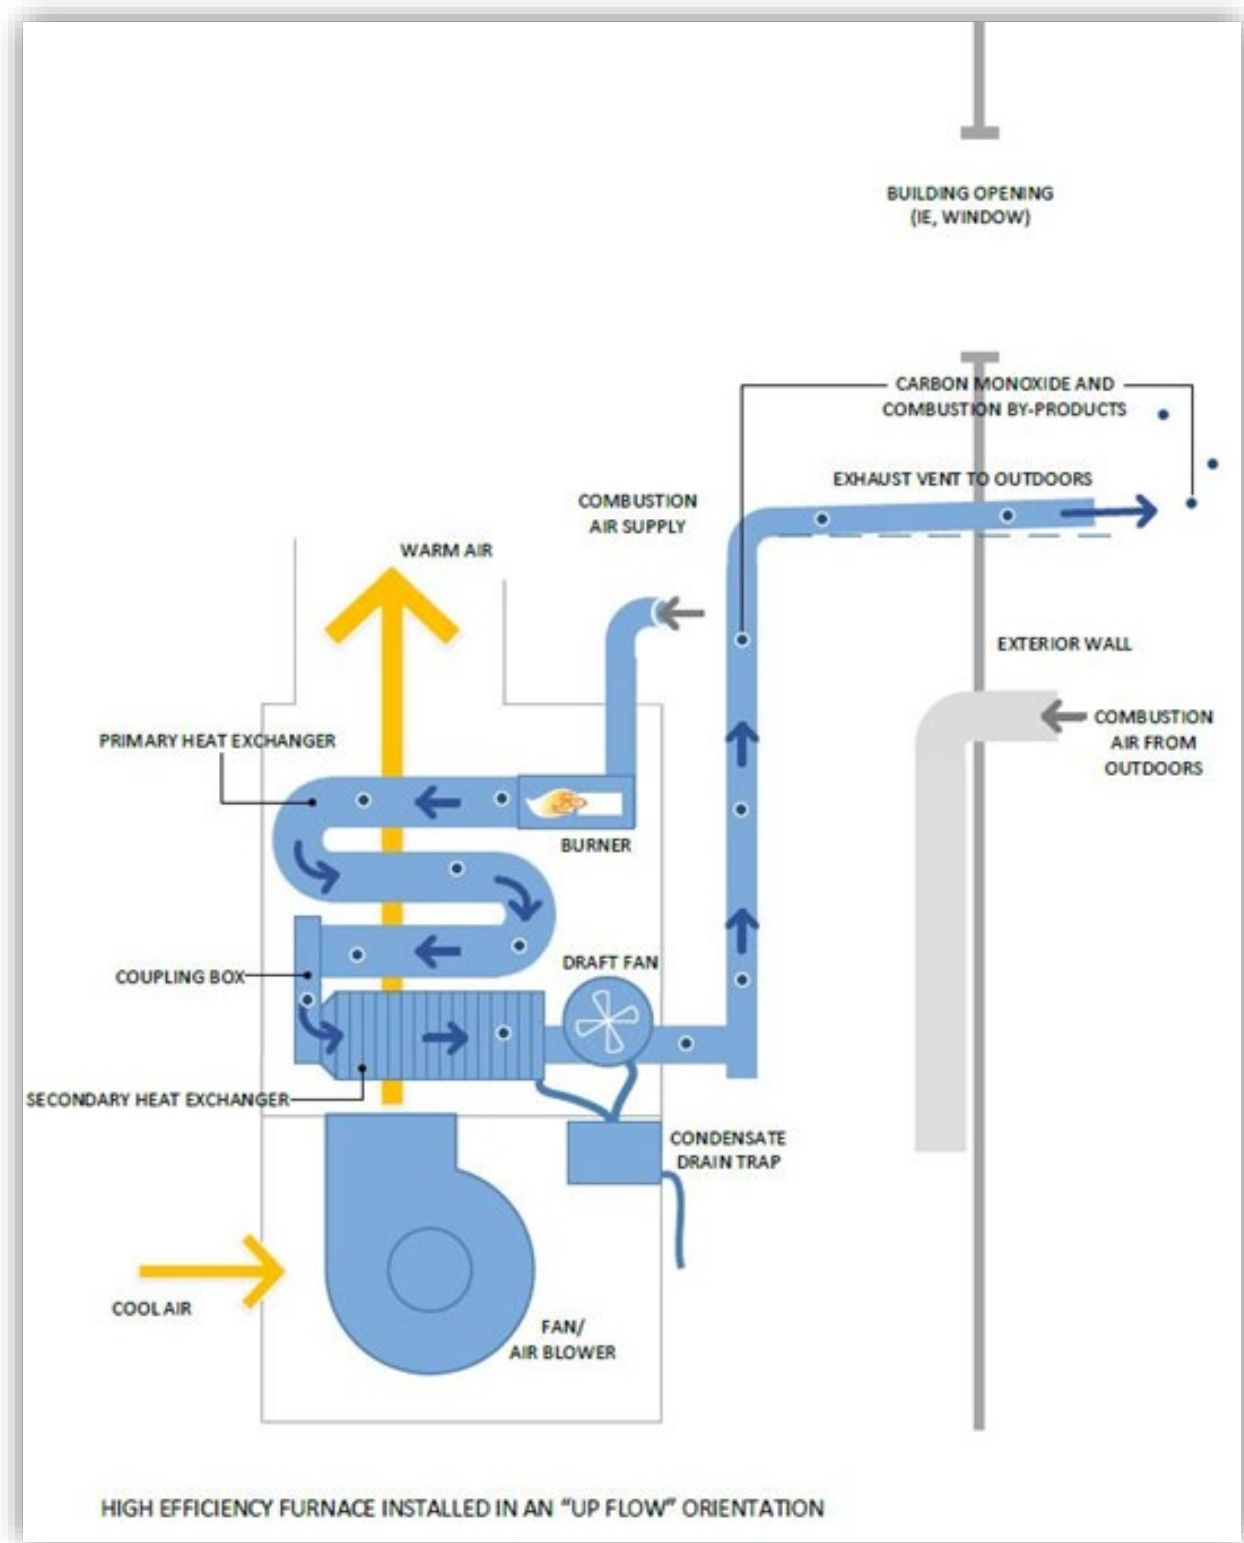 BUILDING OPENING
(IE, WINDOW)
CARBON MONOXIDE AND
COMBUSTION BY-PRODUCTS
EXHAUST VENT TO OUTDOORS
COMBUSTION
AIR SUPPLY
WARM AIR
EXTERIOR WALL
COMBUSTION
AIR FROM
OUTDOORS
PRIMARY HEAT EXCHANGER
BURNER
DRAFT FAN
COUPLING BOX
SECONDARY HEAT EXCHANGER
CONDENSATE
DRAIN TRAP
COOL AIR
FAN/
AIR BLOWER
HIGH EFFICIENCY FURNACE INSTALLED IN AN “UP FLOW” ORIENTATION